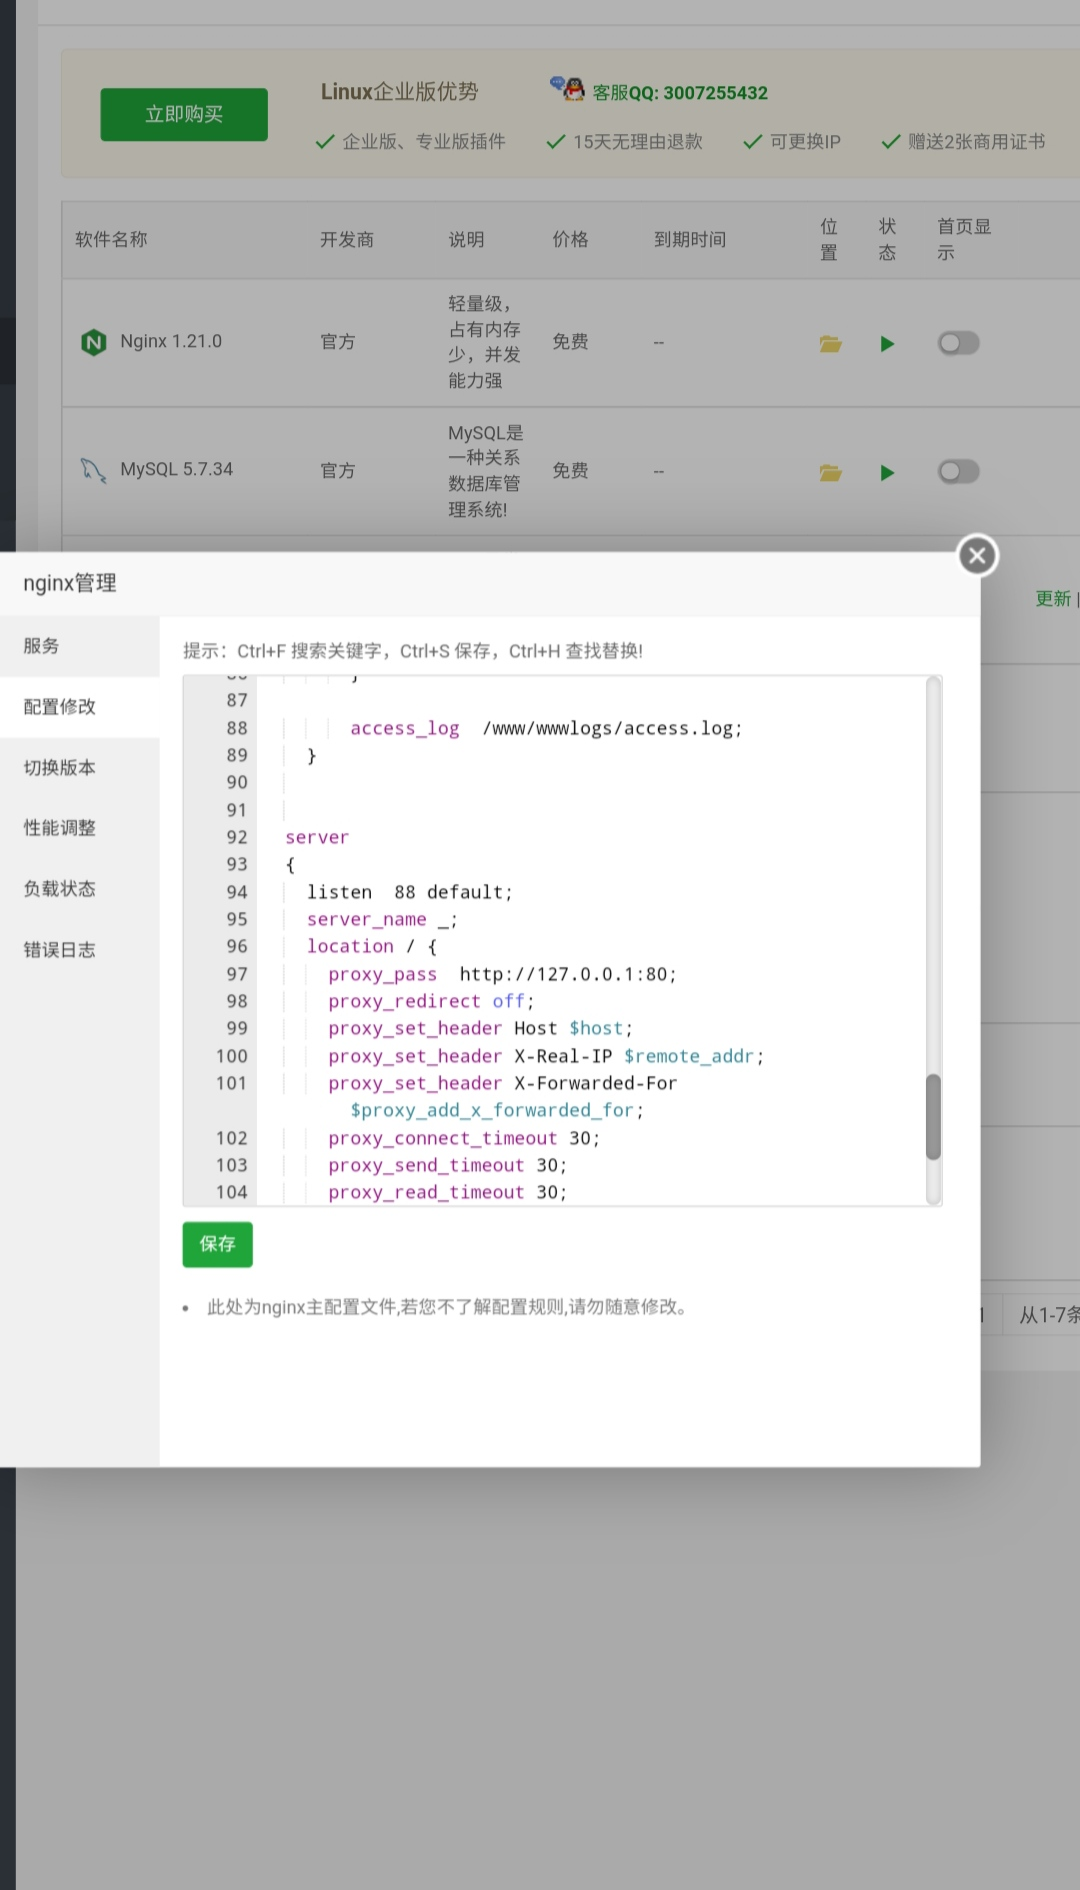 立即购买
Linux企业版优势
客服QQ: 3007255432
企业版、专业版插件
15天无理由退款
可更换IP
赠送2张商用证书
软件名称 开发商 说明 价格 到期时间 位置 状态 首页显示
Nginx 1.21.0 官方 轻量级，占有内存少，并发能力强 免费 --
MySQL 5.7.34 官方 MySQL是一种关系数据库管理系统! 免费 --
更新 |
nginx管理
服务
配置修改
切换版本
性能调整
负载状态
错误日志
提示：Ctrl+F 搜索关键字，Ctrl+S 保存，Ctrl+H 查找替换!
87
88 access_log  /www/wwwlogs/access.log;
89 }
90
91
92 server
93 {
94 listen  88 default;
95 server_name _;
96 location / {
97 proxy_pass  http://127.0.0.1:80;
98 proxy_redirect off;
99 proxy_set_header Host $host;
100 proxy_set_header X-Real-IP $remote_addr;
101 proxy_set_header X-Forwarded-For
$proxy_add_x_forwarded_for;
102 proxy_connect_timeout 30;
103 proxy_send_timeout 30;
104 proxy_read_timeout 30;
保存
此处为nginx主配置文件,若您不了解配置规则,请勿随意修改。
从1-7条